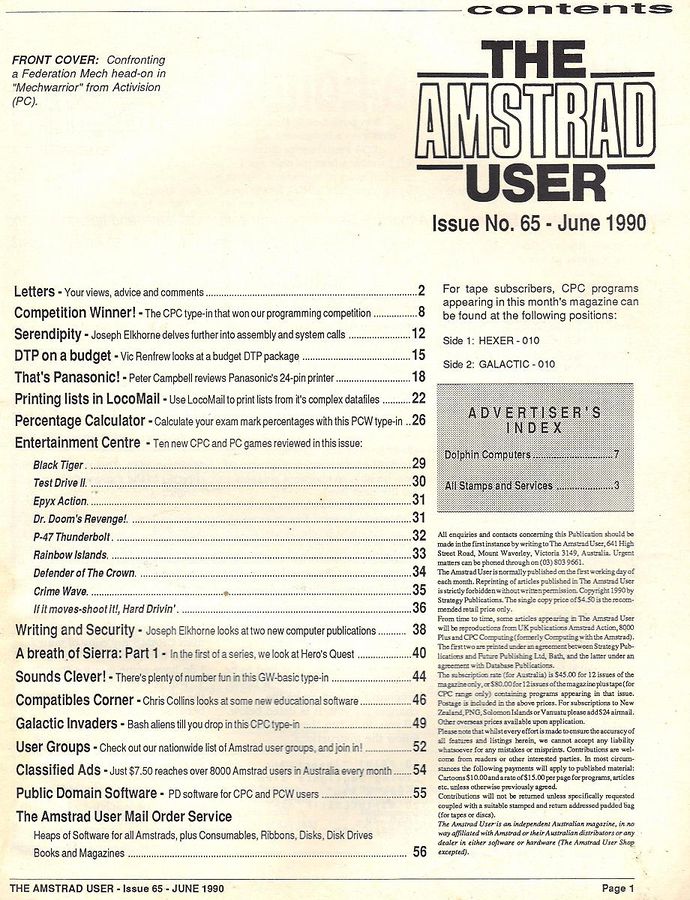 contents
FRONT COVER: Confronting
a Federation Mech head-on in
"Mechwarrior" from Activision
(PC).
THE
AMSTRAD
USER
Issue No. 65 - June 1990
Letters - Your views, advice and comments ........ 2
Competition Winner! - The CPC type-in that won our programming competition ........ 8
Serendipity - Joseph Elkhorne delves further into assembly and system calls ........ 12
DTP on a budget - Vic Renfrew looks at a budget DTP package ........ 15
That's Panasonic! - Peter Campbell reviews Panasonic's 24-pin printer ........ 18
Printing lists in LocoMail - Use LocoMail to print lists from it's complex datafiles ........ 22
Percentage Calculator - Calculate your exam mark percentages with this PCW type-in .. 26
Entertainment Centre - Ten new CPC and PC games reviewed in this issue:
Black Tiger ........ 29
Test Drive II ........ 30
Epyx Action ........ 31
Dr. Doom's Revenge! ........ 31
P-47 Thunderbolt ........ 32
Rainbow Islands ........ 33
Defender of The Crown ........ 34
Crime Wave ........ 35
If it moves-shoot it!, Hard Drivin' ........ 36
Writing and Security - Joseph Elkhorne looks at two new computer publications ........ 38
A breath of Sierra: Part 1 - In the first of a series, we look at Hero's Quest ........ 40
Sounds Clever! - There's plenty of number fun in this GW-basic type-in ........ 44
Compatibles Corner - Chris Collins looks at some new educational software ........ 46
Galactic Invaders - Bash aliens till you drop in this CPC type-in ........ 49
User Groups - Check out our nationwide list of Amstrad user groups, and join in! ........ 52
Classified Ads - Just $7.50 reaches over 8000 Amstrad users in Australia every month ...... 54
Public Domain Software - PD software for CPC and PCW users ........ 55
The Amstrad User Mail Order Service
Heaps of Software for all Amstrads, plus Consumables, Ribbons, Disks, Disk Drives
Books and Magazines ........ 56
For tape subscribers, CPC programs
appearing in this month's magazine can
be found at the following positions:
Side 1: HEXER - 010
Side 2: GALACTIC - 010
ADVERTISER'S
INDEX
Dolphin Computers ........ 7
All Stamps and Services ........ 3
All enquiries and contacts concerning this Publication should be
made in the first instance by writing to The Amstrad User, 641 High
Street Road, Mount Waverley, Victoria 3149, Australia. Urgent
matters can be phoned through on (03) 803 9661.
The Amstrad User is normally published on the first working day of
each month. Reprinting of articles published in The Amstrad User
is strictly forbidden without written permission. Copyright 1990 by
Strategy Publications. The single copy price of $4.50 is the recom-
mended retail price only.
From time to time, some articles appearing in The Amstrad User
will be reproductions from UK publications Amstrad Action, 8000
Plus and CPC Computing (formerly Computing with the Amstrad).
The first two are printed under an agreement between Strategy Pub-
lications and Future Publishing Ltd, Bath, and the latter under an
agreement with Database Publications.
The subscription rate (for Australia) is $45.00 for 12 issues of the
magazine only, or $80.00 for 12 issues of the magazine plus tape (for
CPC range only) containing programs appearing in that issue.
Postage is included in the above prices. For subscriptions to New
Zealand, PNG, Solomon Islands or Vanuatu please add $24 airmail.
Other overseas prices available upon application.
Please note that whilst every effort is made to ensure the accuracy of
all features and listings herein, we cannot accept any liability
whatsoever for any mistakes or misprints. Contributions are wel-
come from readers or other interested parties. In most circum-
stances the following payments will apply to published material:
Cartoons $10.00 and a rate of $15.00 per page for programs, articles
etc. unless otherwise previously agreed.
Contributions will not be returned unless specifically requested
coupled with a suitable stamped and return addressed padded bag
(for tapes or discs).
The Amstrad User is an independent Australian magazine, in no
way affiliated with Amstrad or their Australian distributors or any
dealer in either software or hardware (The Amstrad User Shop
excepted).
THE AMSTRAD USER - Issue 65 - JUNE 1990
Page 1